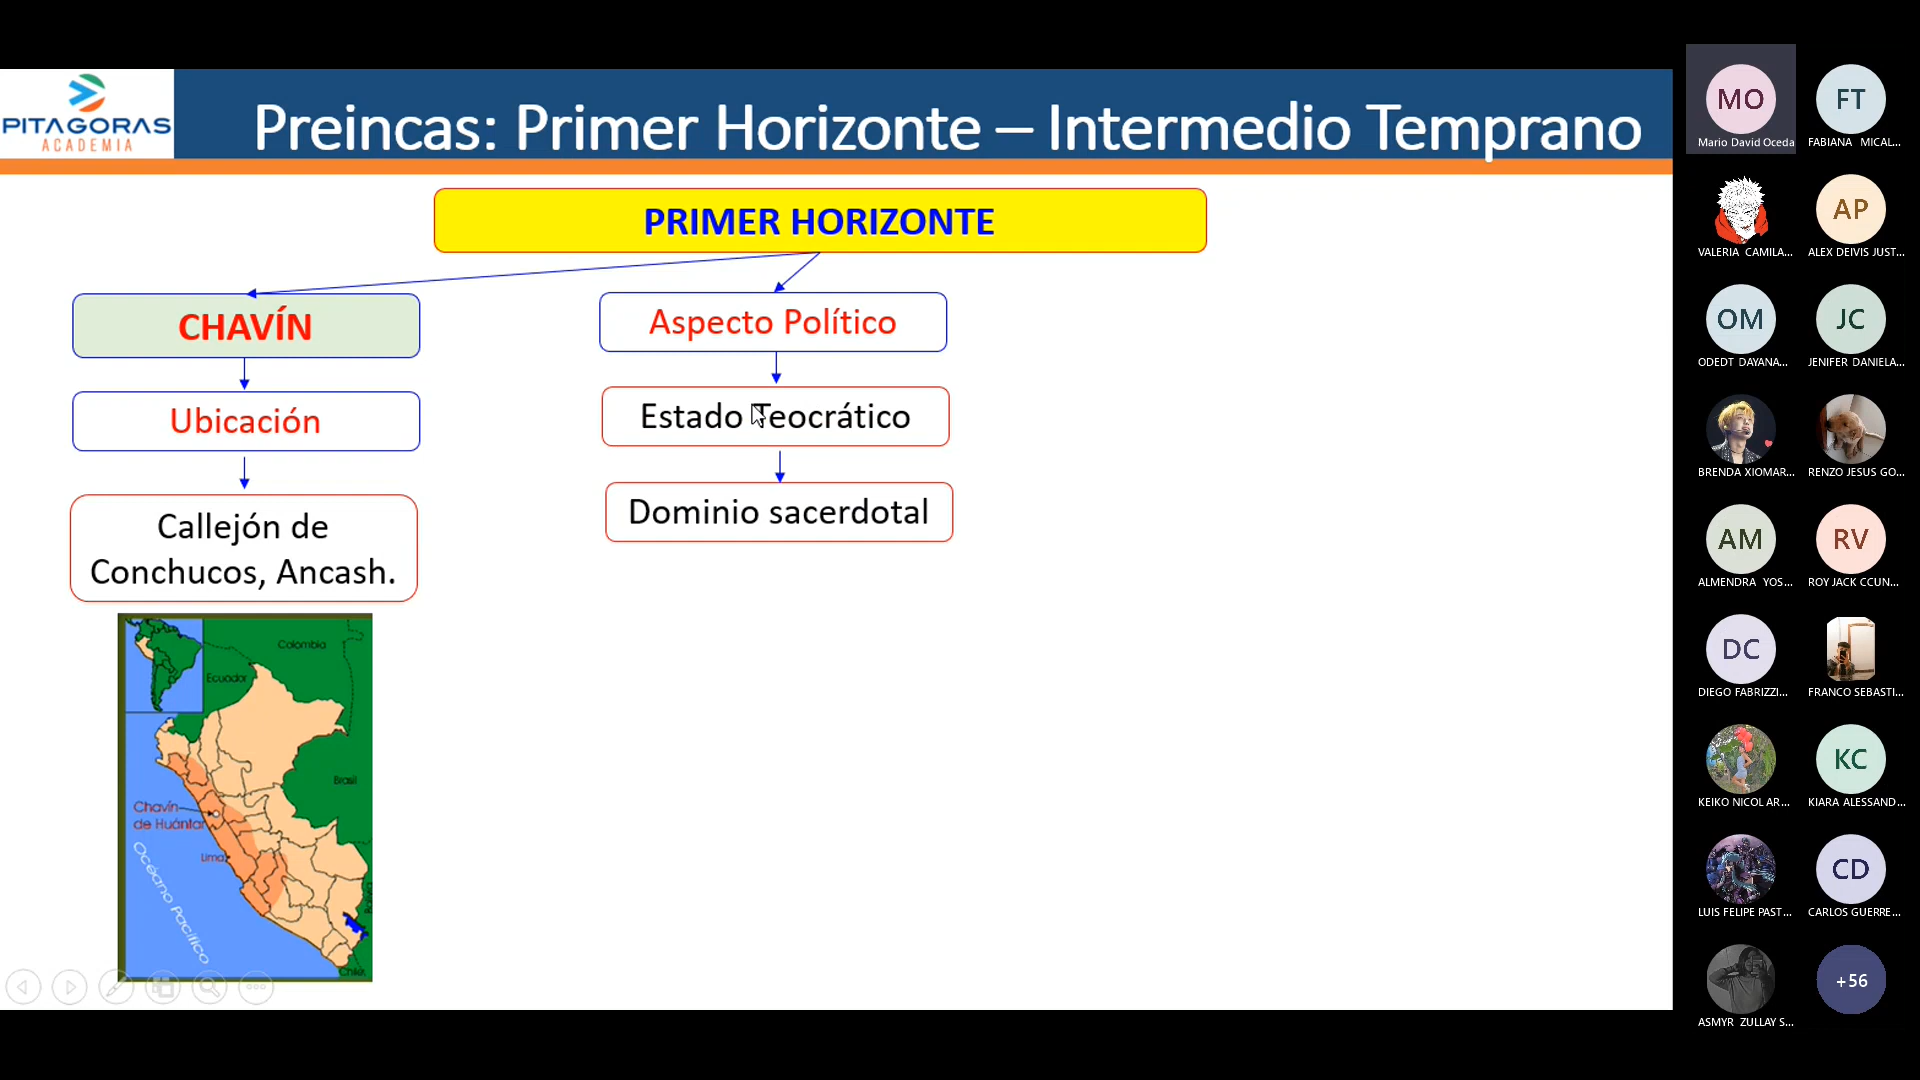 PITAGORAS
ACADEMIA
Preincas: Primer Horizonte – Intermedio Temprano
PRIMER HORIZONTE
CHAVÍN
Ubicación
Callejón de
Conchucos, Ancash.
Aspecto Político
Estado Teocrático
Dominio sacerdotal
Colombia
Ecuador
Brasil
Chavín
de Huántar
Lima
Océano Pacífico
Chile
MO
Mario David Oceda
FT
FABIANA MICAL...
VALERIA CAMILA...
AP
ALEX DEIVIS JUST...
OM
ODEDT DAYANA...
JC
JENIFER DANIELA...
BRENDA XIOMAR...
RENZO JESUS GO...
AM
ALMENDRA YOS...
RV
ROY JACK CCUN...
DC
DIEGO FABRIZZI...
FRANCO SEBASTI...
KEIKO NICOL AR...
KC
KIARA ALESSAND...
LUIS FELIPE PAST...
CD
CARLOS GUERRE...
ASMYR ZULLAY S...
+56